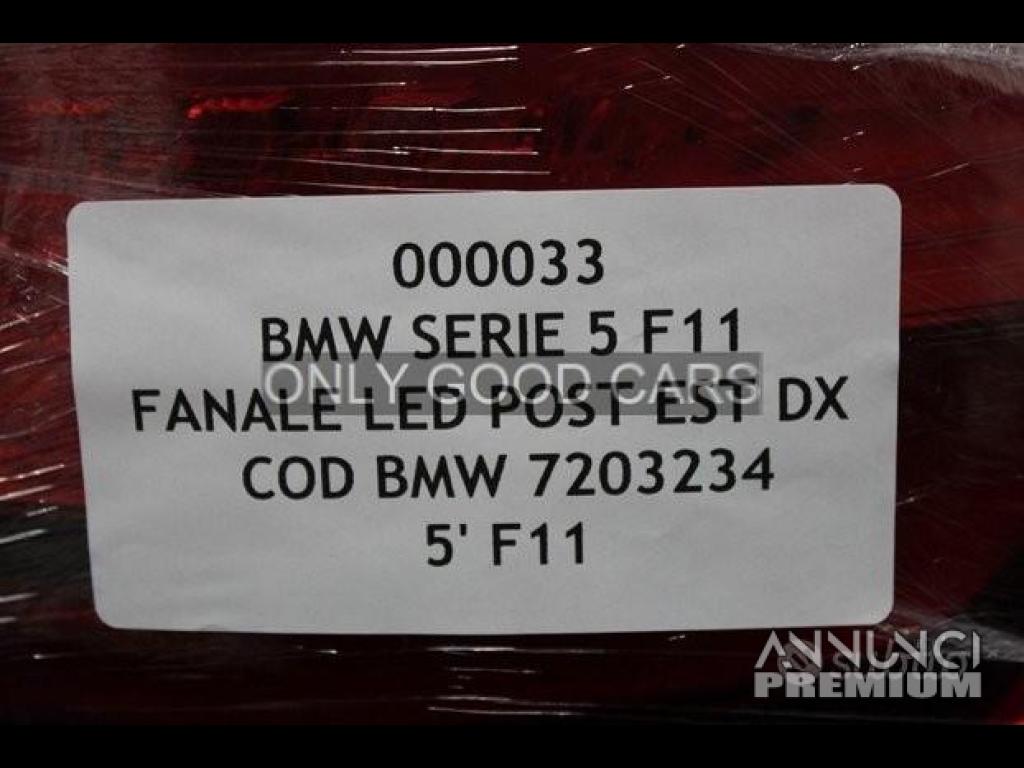 000033
BMW SERIE 5 F11
ONLY GOOD CARS
FANALE LED POST EST DX
COD BMW 7203234
5' F11
ANNUNCI
PREMIUM